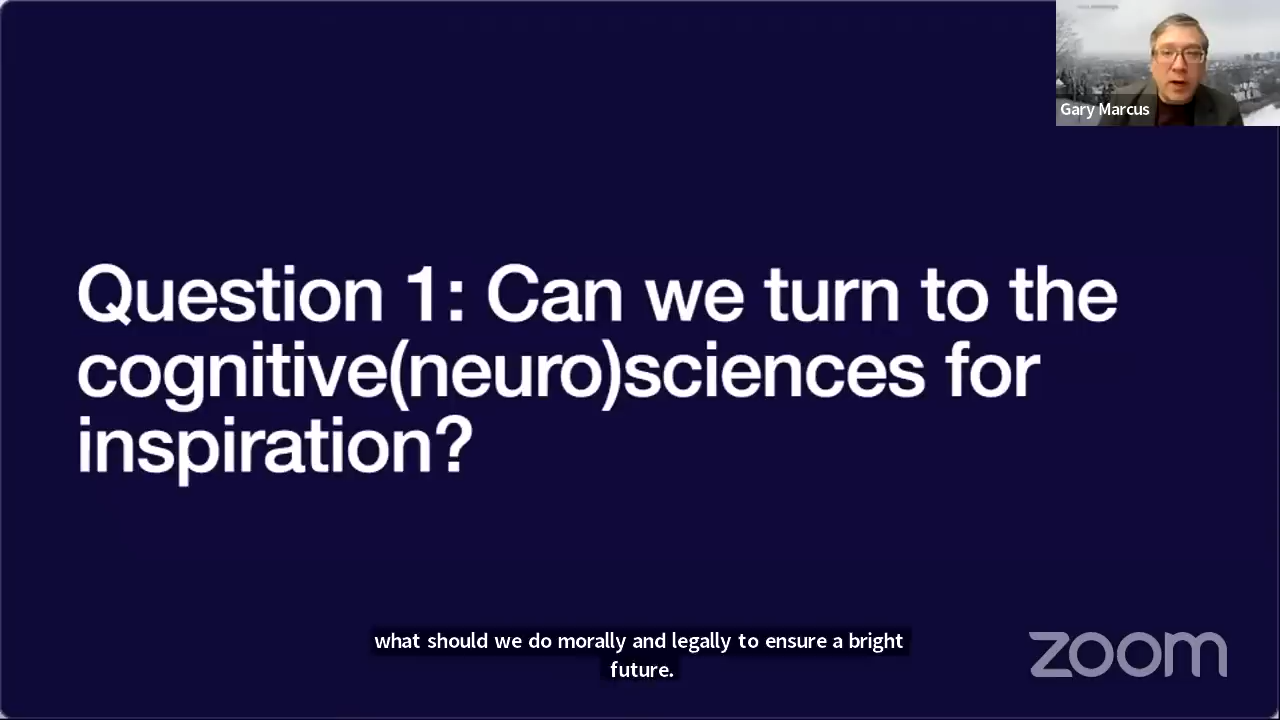 Gary Marcus
Question 1: Can we turn to the
cognitive(neuro)sciences for
inspiration?
what should we do morally and legally to ensure a bright
future.
zoom